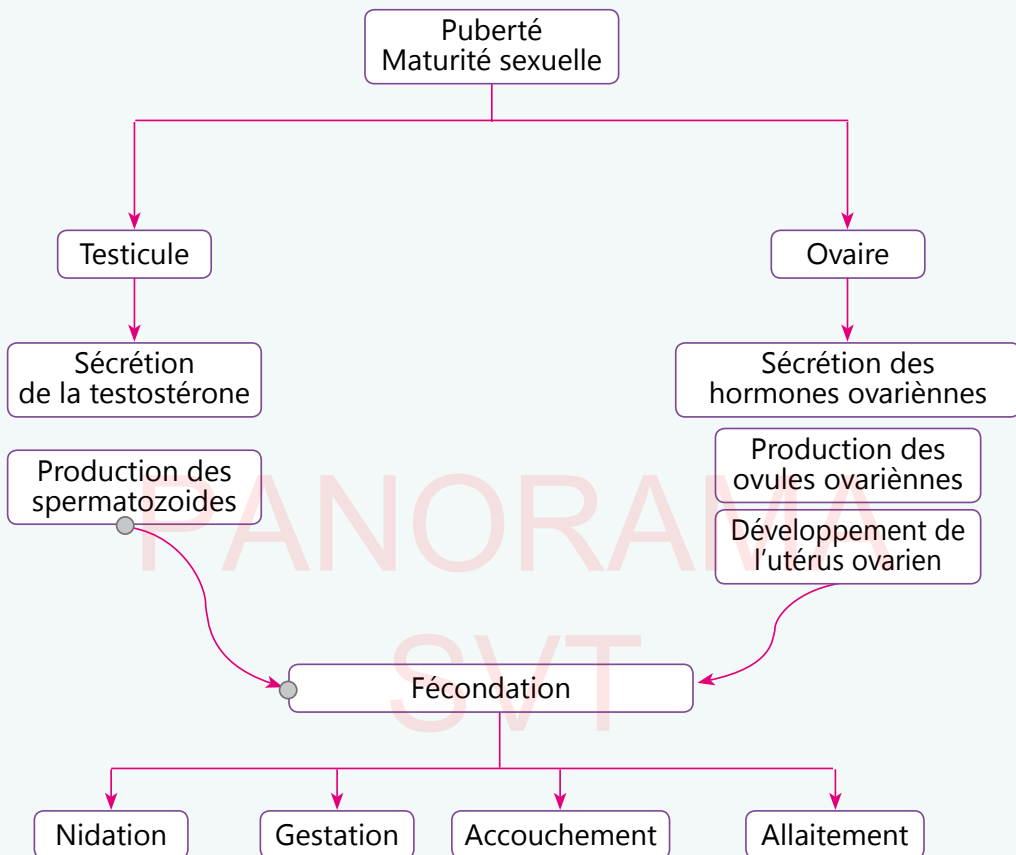 Puberté
Maturité sexuelle
Testicule
Ovaire
Sécrétion
de la testostérone
Sécrétion des
hormones ovariènnes
Production des
spermatozoides
Production des
ovules ovariènnes
Développement de
l'utérus ovarien
PANORAMA
SVT
Fécondation
Nidation
Gestation
Accouchement
Allaitement